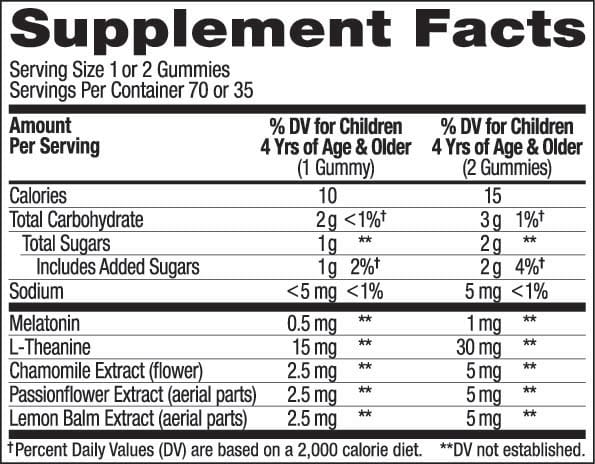 Supplement Facts
Serving Size 1 or 2 Gummies
Servings Per Container 70 or 35
Amount Per Serving % DV for Children 4 Yrs of Age & Older (1 Gummy) % DV for Children 4 Yrs of Age & Older (2 Gummies)
Calories 10 15
Total Carbohydrate 2 g <1%† 3 g 1%†
Total Sugars 1 g ** 2 g **
Includes Added Sugars 1 g 2%† 2 g 4%†
Sodium <5 mg <1% 5 mg <1%
Melatonin 0.5 mg ** 1 mg **
L-Theanine 15 mg ** 30 mg **
Chamomile Extract (flower) 2.5 mg ** 5 mg **
Passionflower Extract (aerial parts) 2.5 mg ** 5 mg **
Lemon Balm Extract (aerial parts) 2.5 mg ** 5 mg **
†Percent Daily Values (DV) are based on a 2,000 calorie diet. **DV not established.